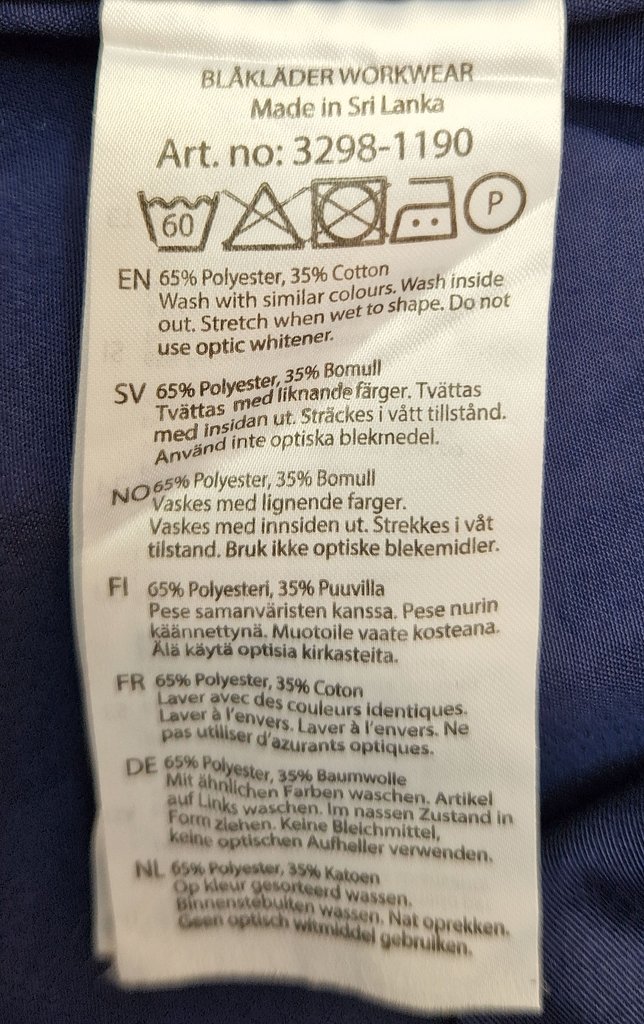 BLÅKLÄDER WORKWEAR
Made in Sri Lanka
Art. no: 3298-1190
60
P
EN 65% Polyester, 35% Cotton
Wash with similar colours. Wash inside
out. Stretch when wet to shape. Do not
use optic whitener.
SV 65% Polyester, 35% Bomull
Tvättas med liknande färger. Tvättas
med insidan ut. Sträckes i vått tillstånd.
Använd inte optiska blekmedel.
NO 65% Polyester, 35% Bomull
Vaskes med lignende farger.
Vaskes med innsiden ut. Strekkes i våt
tilstand. Bruk ikke optiske blekemidler.
FI 65% Polyesteri, 35% Puuvilla
Pese samanväristen kanssa. Pese nurin
käännettynä. Muotoile vaate kosteana.
Älä käytä optisia kirkasteita.
FR 65% Polyester, 35% Coton
Laver avec des couleurs identiques.
Laver à l'envers. Laver à l'envers. Ne
pas utiliser d'azurants optiques.
DE 65% Polyester, 35% Baumwolle
Mit ähnlichen Farben waschen. Artikel
auf Links waschen. Im nassen Zustand in
Form ziehen. Keine Bleichmittel,
keine optischen Aufheller verwenden.
NL 65% Polyester, 35% Katoen
Op kleur gesorteerd wassen.
Binnenstebuiten wassen. Nat oprekken.
Geen optisch witmiddel gebruiken.